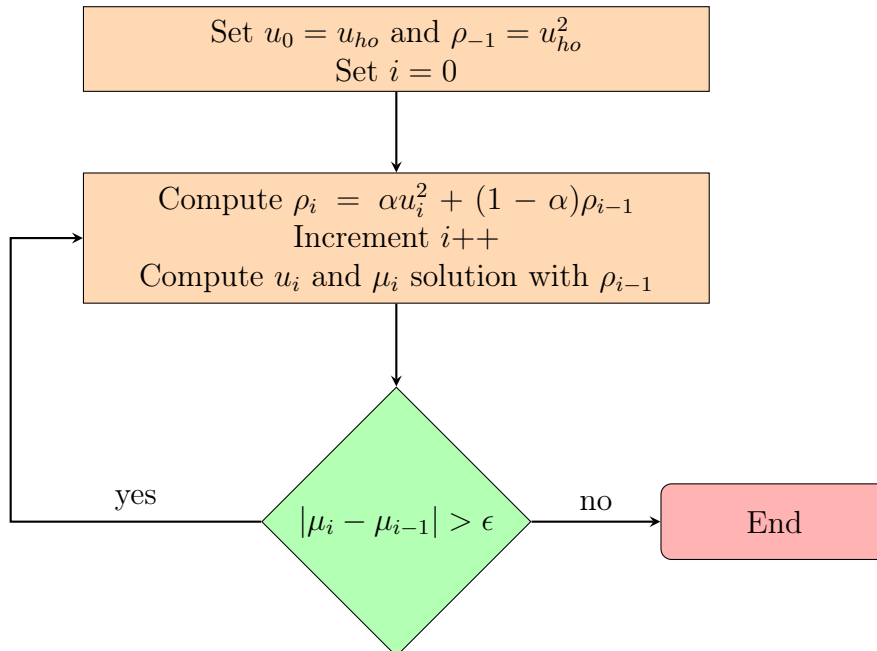 Set $u_0 = u_{ho}$ and $\rho_{-1} = u_{ho}^2$
Set $i = 0$
Compute $\rho_i = \alpha u_i^2 + (1 - \alpha)\rho_{i-1}$
Increment $i$++
Compute $u_i$ and $\mu_i$ solution with $\rho_{i-1}$
yes
$|\mu_i - \mu_{i-1}| > \epsilon$
no
End